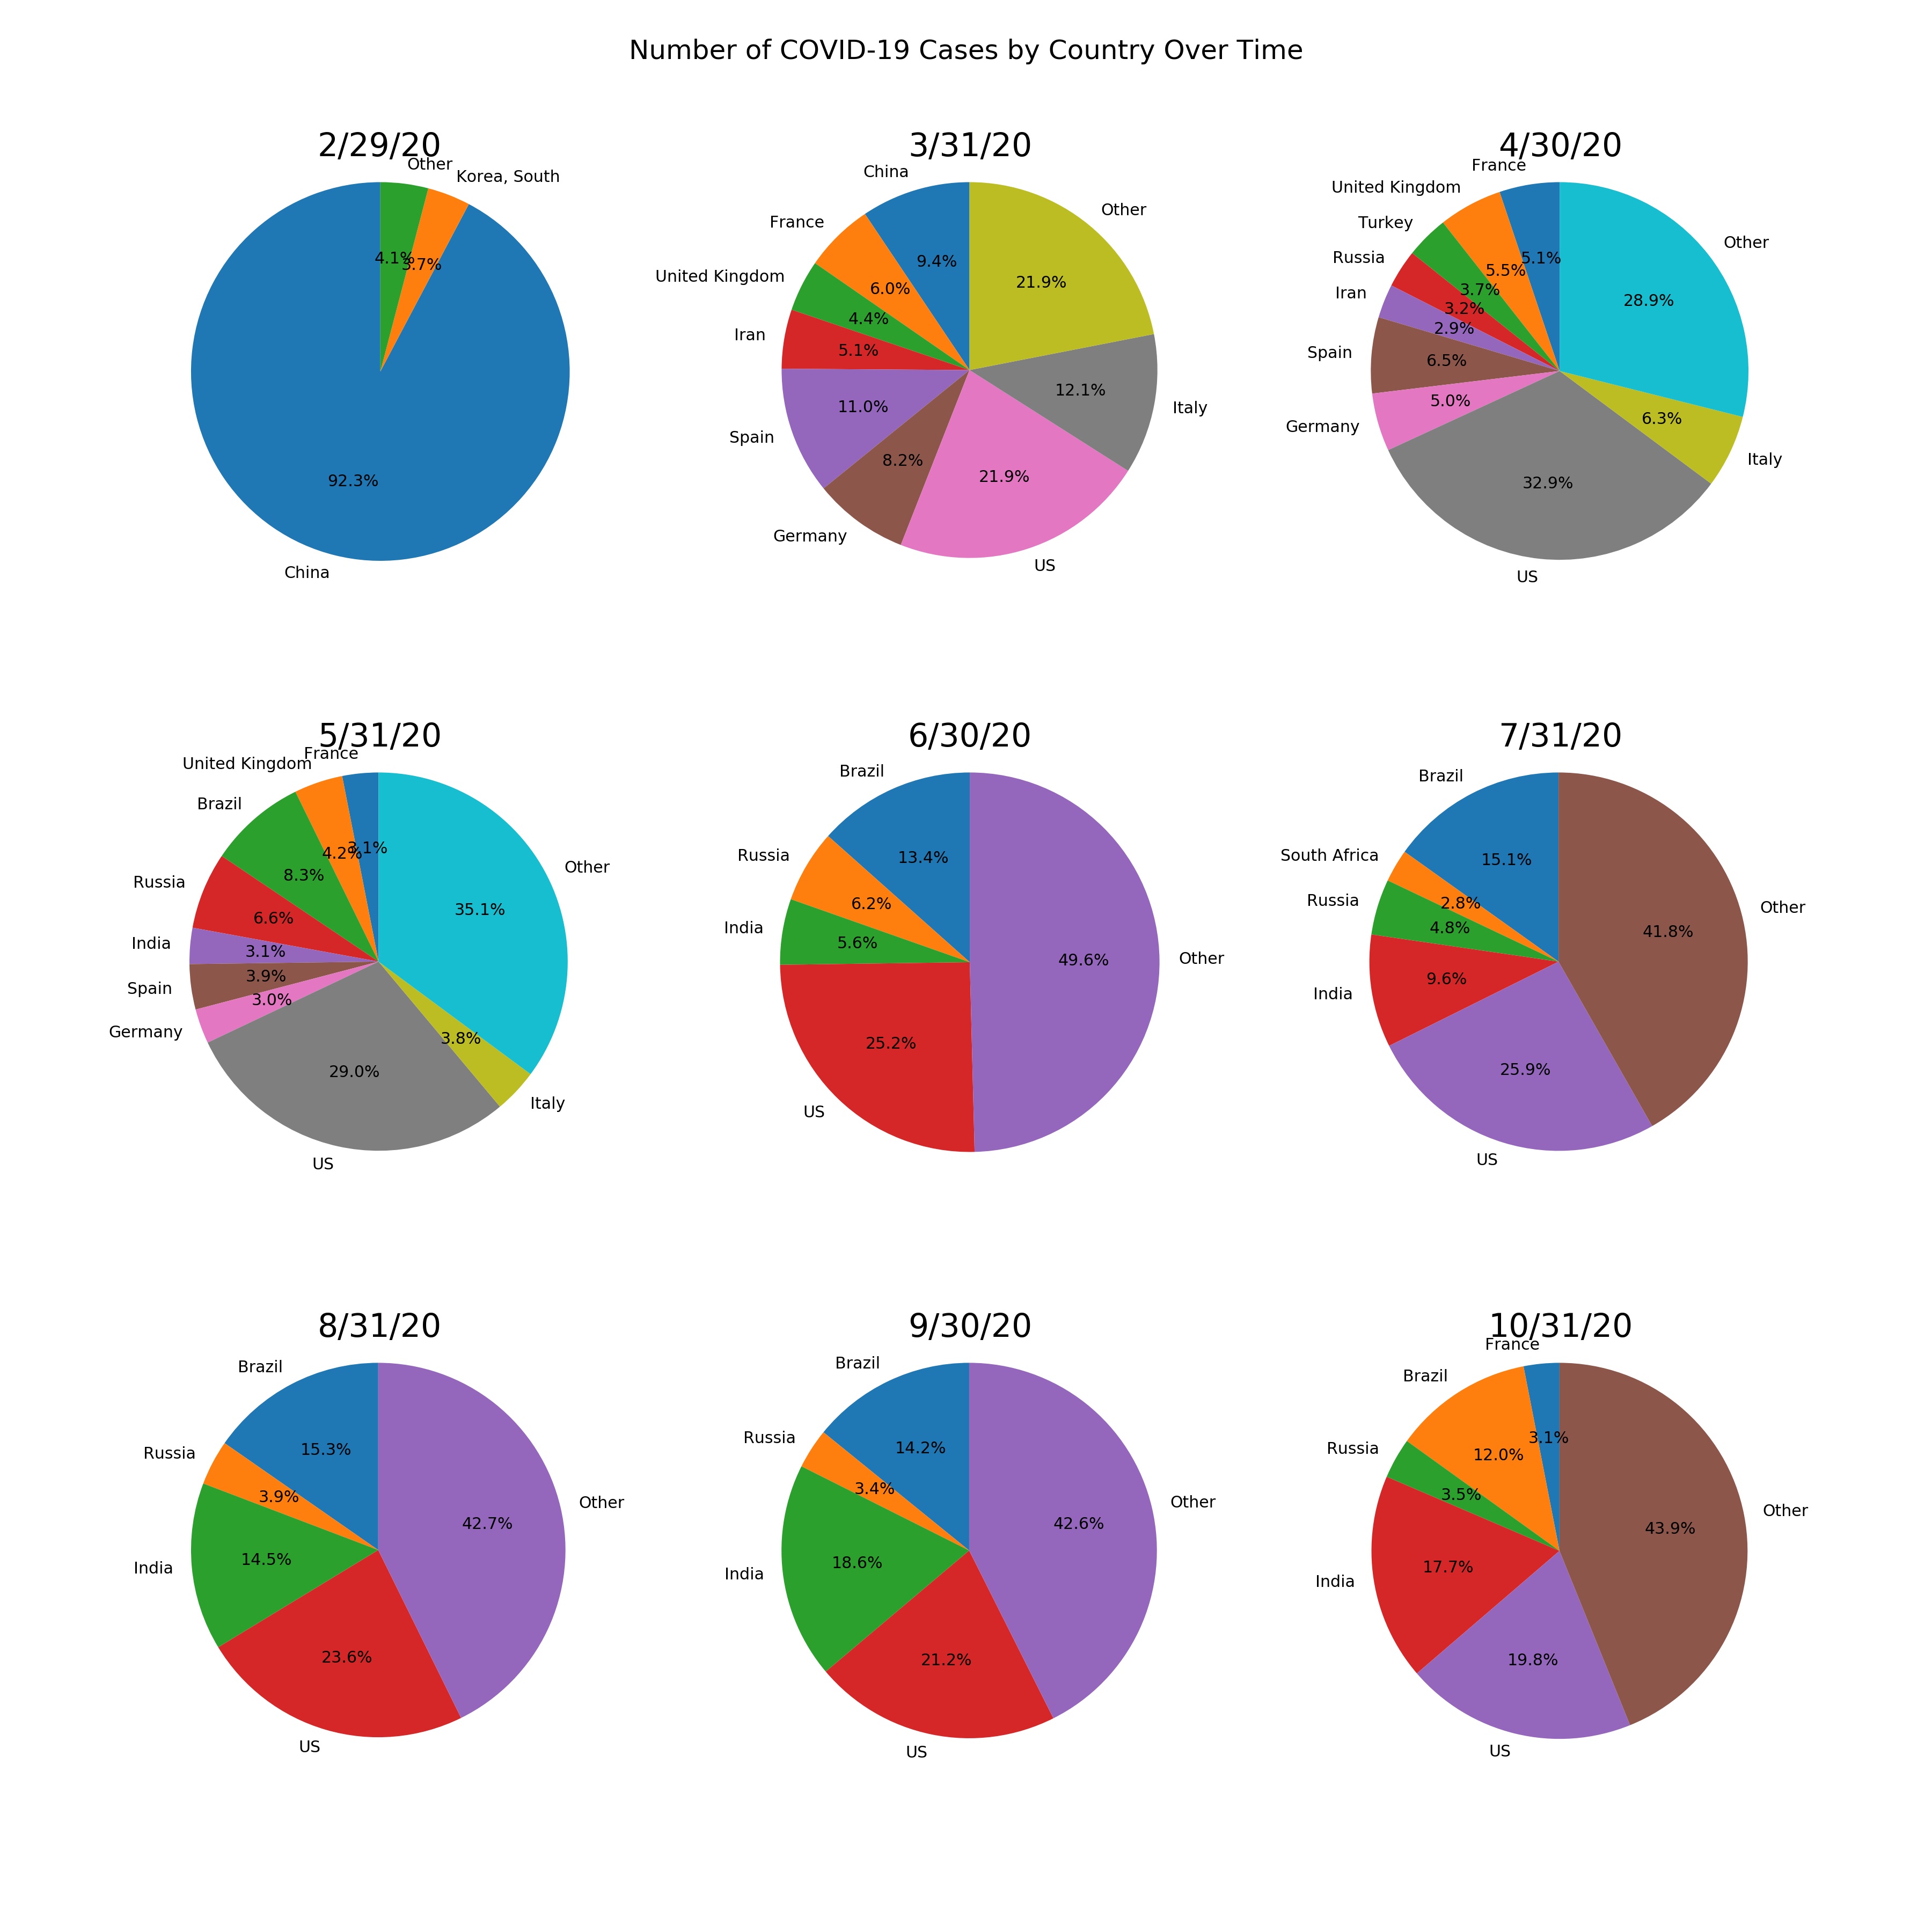 Number of COVID-19 Cases by Country Over Time
2/29/20
Other
Korea, South
4.1%
3.7%
92.3%
China
3/31/20
China
France
Other
United Kingdom
9.4%
21.9%
6.0%
4.4%
Iran
5.1%
12.1%
Italy
11.0%
Spain
8.2%
21.9%
Germany
US
4/30/20
France
United Kingdom
Turkey
Other
Russia
5.1%
5.5%
Iran
3.7%
28.9%
3.2%
2.9%
Spain
6.5%
5.0%
6.3%
Germany
Italy
32.9%
US
5/31/20
France
United Kingdom
Brazil
3.1%
4.2%
Other
8.3%
Russia
35.1%
6.6%
India
3.1%
3.9%
Spain
3.0%
Germany
3.8%
29.0%
Italy
US
6/30/20
Brazil
Russia
13.4%
6.2%
India
5.6%
49.6%
Other
25.2%
US
7/31/20
Brazil
South Africa
15.1%
Russia
2.8%
Other
4.8%
41.8%
9.6%
India
25.9%
US
8/31/20
Brazil
Russia
15.3%
3.9%
Other
42.7%
14.5%
India
23.6%
US
9/30/20
Brazil
Russia
14.2%
3.4%
Other
42.6%
18.6%
India
21.2%
US
10/31/20
France
Brazil
3.1%
Russia
12.0%
3.5%
Other
43.9%
17.7%
India
19.8%
US